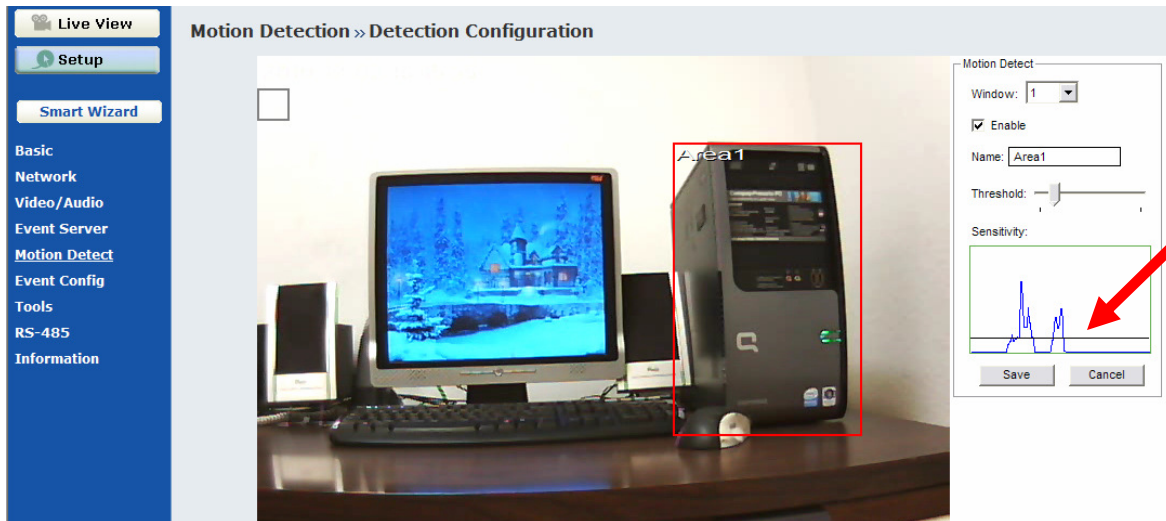 Live View
Setup
Smart Wizard
Basic
Network
Video/Audio
Event Server
Motion Detect
Event Config
Tools
RS-485
Information
Motion Detection » Detection Configuration
Area1
Motion Detect
Window: 1
Enable
Name: Area1
Threshold:
Sensitivity:
Save
Cancel